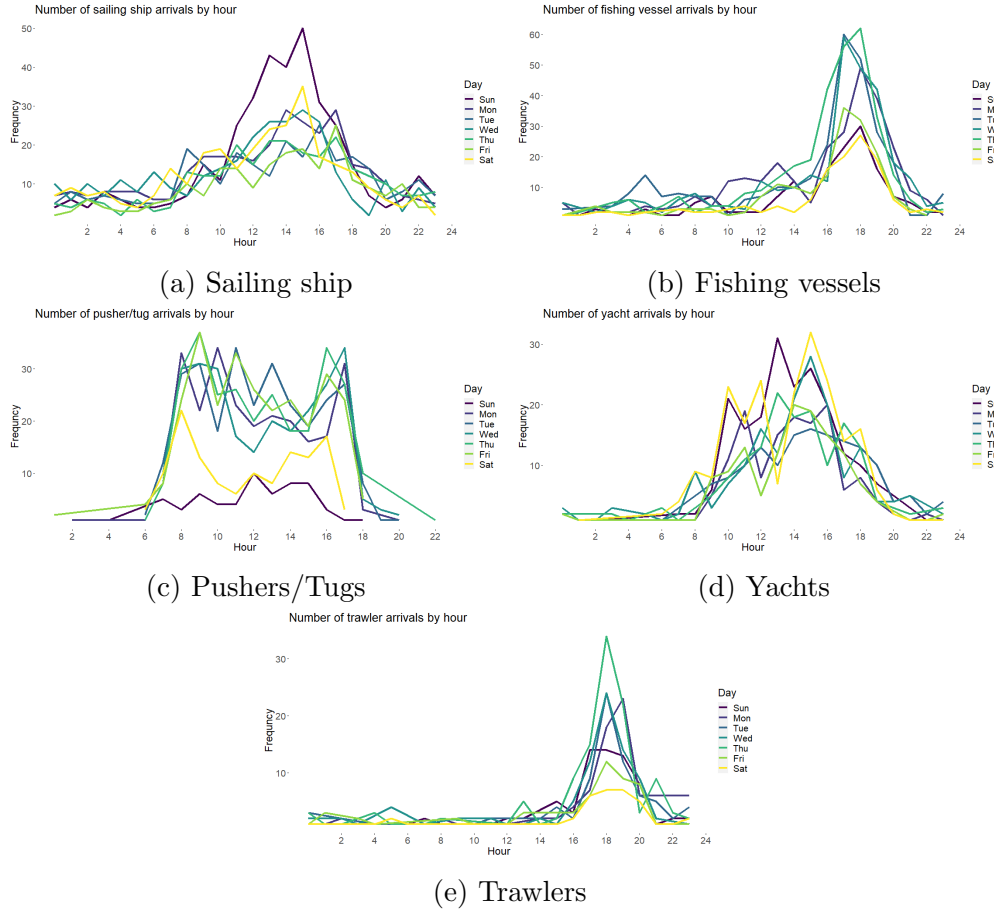 Number of sailing ship arrivals by hour
Frequncy
50
40
30
20
10
2 4 6 8 10 12 14 16 18 20 22 24
Hour
Day
Sun
Mon
Tue
Wed
Thu
Fri
Sat
(a) Sailing ship
Number of fishing vessel arrivals by hour
Frequncy
60
50
40
30
20
10
2 4 6 8 10 12 14 16 18 20 22 24
Hour
Day
S
M
T
W
T
F
S
(b) Fishing vessels
Number of pusher/tug arrivals by hour
Frequncy
30
20
10
2 4 6 8 10 12 14 16 18 20 22
Hour
Day
Sun
Mon
Tue
Wed
Thu
Fri
Sat
(c) Pushers/Tugs
Number of yacht arrivals by hour
Frequncy
30
20
10
2 4 6 8 10 12 14 16 18 20 22 24
Hour
Day
S
M
T
W
T
F
S
(d) Yachts
Number of trawler arrivals by hour
Frequncy
30
20
10
2 4 6 8 10 12 14 16 18 20 22 24
Hour
Day
Sun
Mon
Tue
Wed
Thu
Fri
Sat
(e) Trawlers